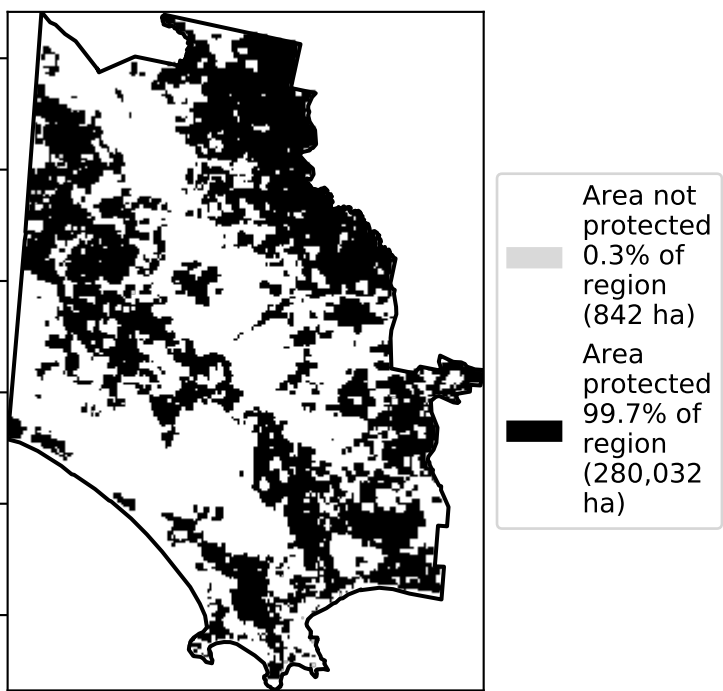 Area not
protected
0.3% of
region
(842 ha)
Area
protected
99.7% of
region
(280,032
ha)